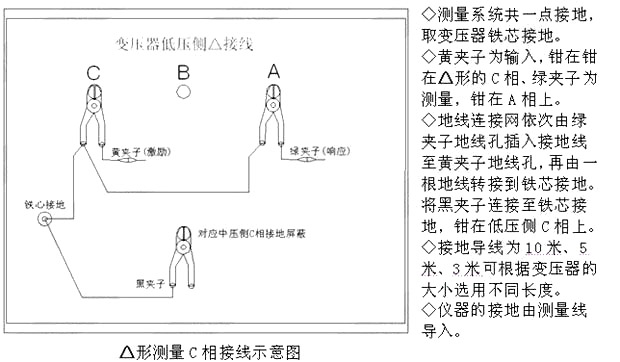 变压器低压侧△接线
C B A
黄夹子(激励)
绿夹子(响应)
铁心接地
对应中压侧C相接地屏蔽
黑夹子
△形测量C相接线示意图
◇测量系统共一点接地，
取变压器铁芯接地。
◇黄夹子为输入，钳在钳
在△形的C相、绿夹子为
测量，钳在A相上。
◇地线连接网依次由绿
夹子地线孔插入接地线
至黄夹子地线孔，再由一
根地线转接到铁芯接地。
将黑夹子连接至铁芯接
地，钳在低压侧C相上。
◇接地导线为10米、5
米、3米可根据变压器的
大小选用不同长度。
◇仪器的接地由测量线
导入。